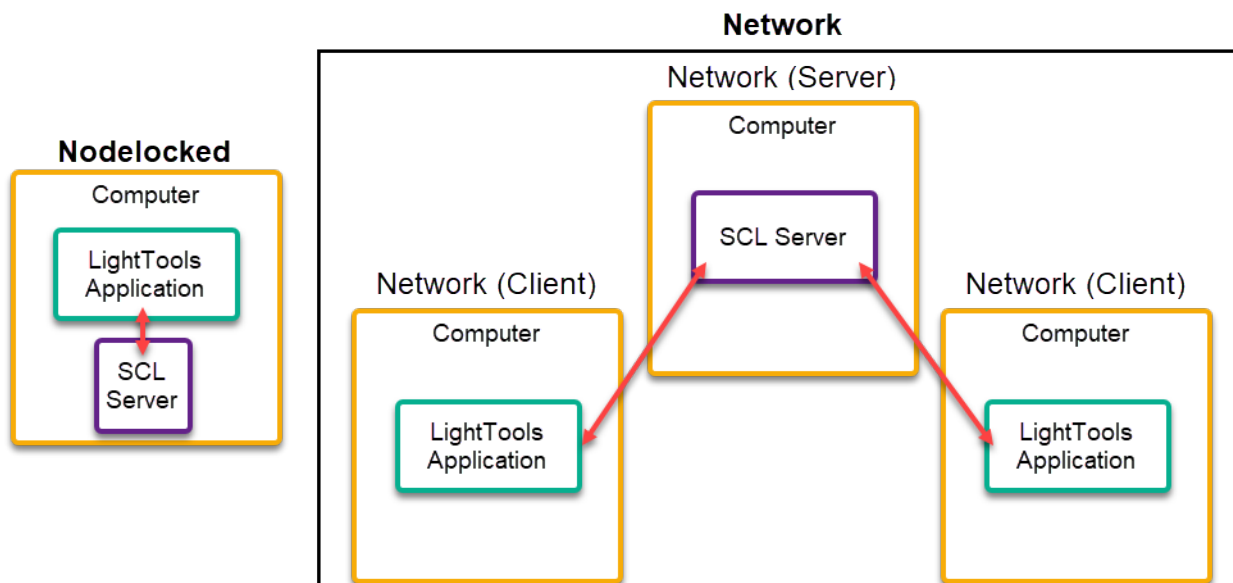 Nodelocked
Computer
LightTools
Application
SCL
Server
Network
Network (Server)
Computer
SCL Server
Network (Client)
Computer
LightTools
Application
Network (Client)
Computer
LightTools
Application